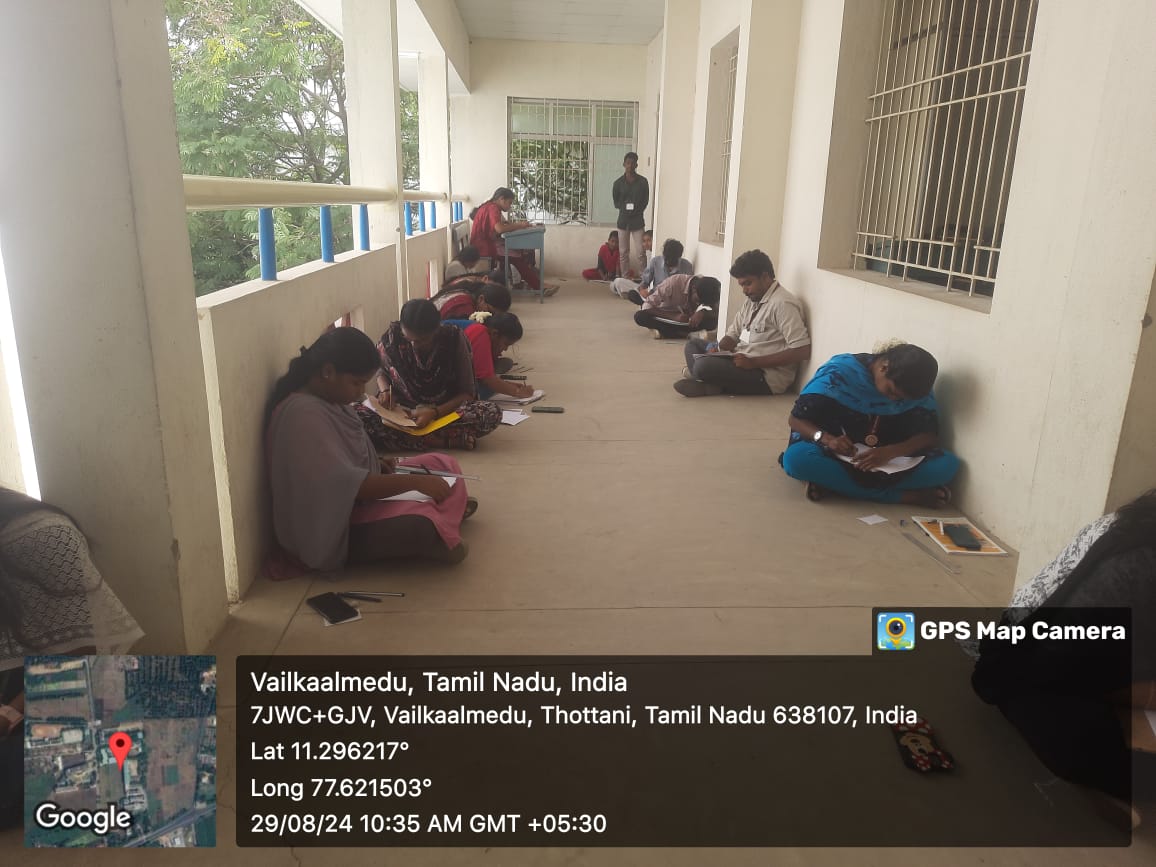 GPS Map Camera
Vailkaalmedu, Tamil Nadu, India
7JWC+GJV, Vailkaalmedu, Thottani, Tamil Nadu 638107, India
Lat 11.296217°
Long 77.621503°
29/08/24 10:35 AM GMT +05:30
Google